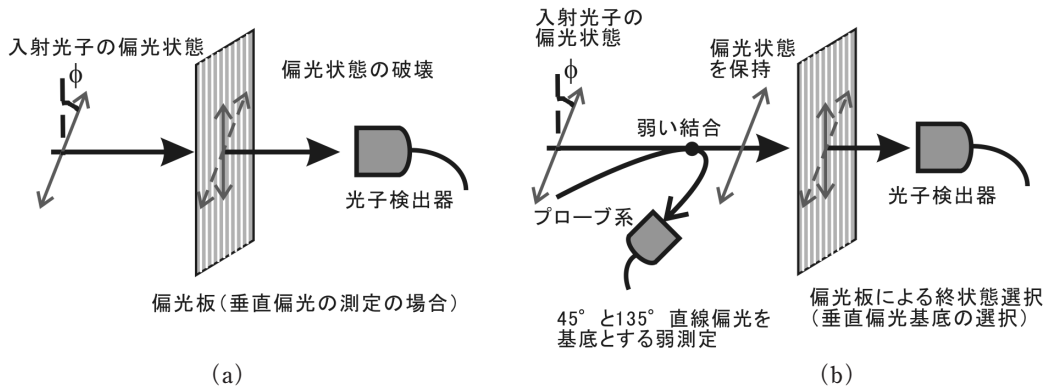 入射光子の偏光状態
φ
偏光状態の破壊
光子検出器
偏光板(垂直偏光の測定の場合)
(a)
入射光子の
偏光状態
φ
偏光状態
を保持
弱い結合
プローブ系
光子検出器
45°と135°直線偏光を
基底とする弱測定
偏光板による終状態選択
(垂直偏光基底の選択)
(b)